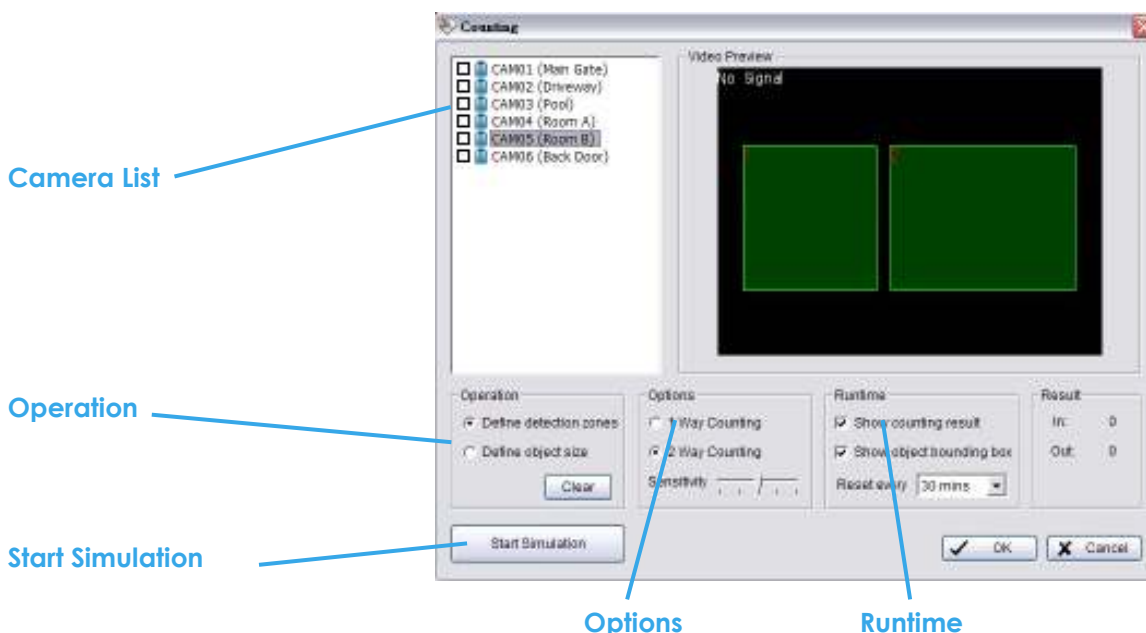 Counting
CAM01 (Main Gate)
CAM02 (Driveway)
CAM03 (Pool)
CAM04 (Room A)
CAM05 (Room B)
CAM06 (Back Door)
Video Preview
No Signal
Camera List
Operation
Operation
Define detection zones
Define object size
Clear
Options
1 Way Counting
2 Way Counting
Sensitivity
Runtime
Show counting result
Show object bounding box
Reset every 30 mins
Result
In: 0
Out: 0
Start Simulation
Start Simulation
OK
Cancel
Options
Runtime